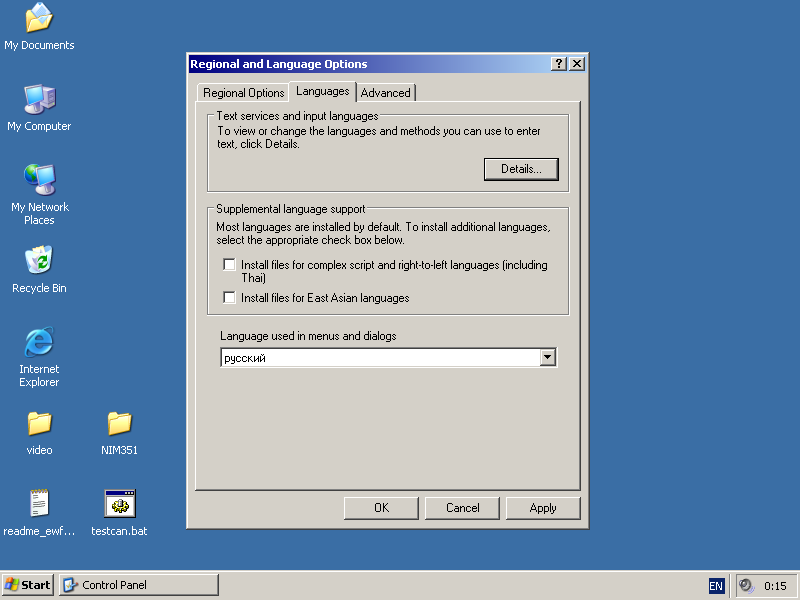 My Documents
My Computer
My Network
Places
Recycle Bin
Internet
Explorer
video
NIM351
readme_ewf...
testcan.bat
Regional and Language Options
Regional Options
Languages
Advanced
Text services and input languages
To view or change the languages and methods you can use to enter
text, click Details.
Details...
Supplemental language support
Most languages are installed by default. To install additional languages,
select the appropriate check box below.
Install files for complex script and right-to-left languages (including
Thai)
Install files for East Asian languages
Language used in menus and dialogs
русский
OK
Cancel
Apply
Start
Control Panel
EN
0:15